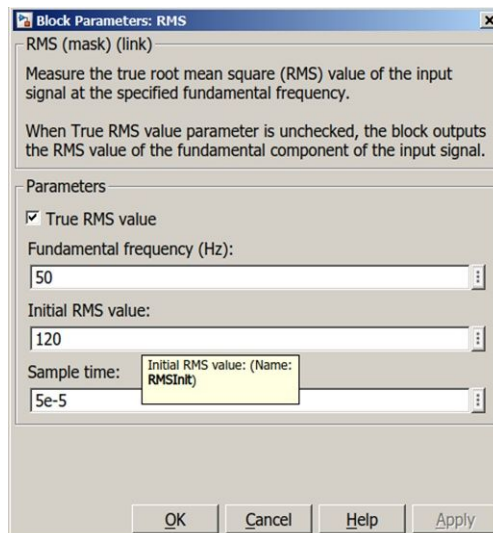 Block Parameters: RMS
RMS (mask) (link)
Measure the true root mean square (RMS) value of the input
signal at the specified fundamental frequency.
When True RMS value parameter is unchecked, the block outputs
the RMS value of the fundamental component of the input signal.
Parameters
True RMS value
Fundamental frequency (Hz):
50
Initial RMS value:
120
Sample time:
Initial RMS value: (Name:
RMSInit)
5e-5
OK Cancel Help Apply